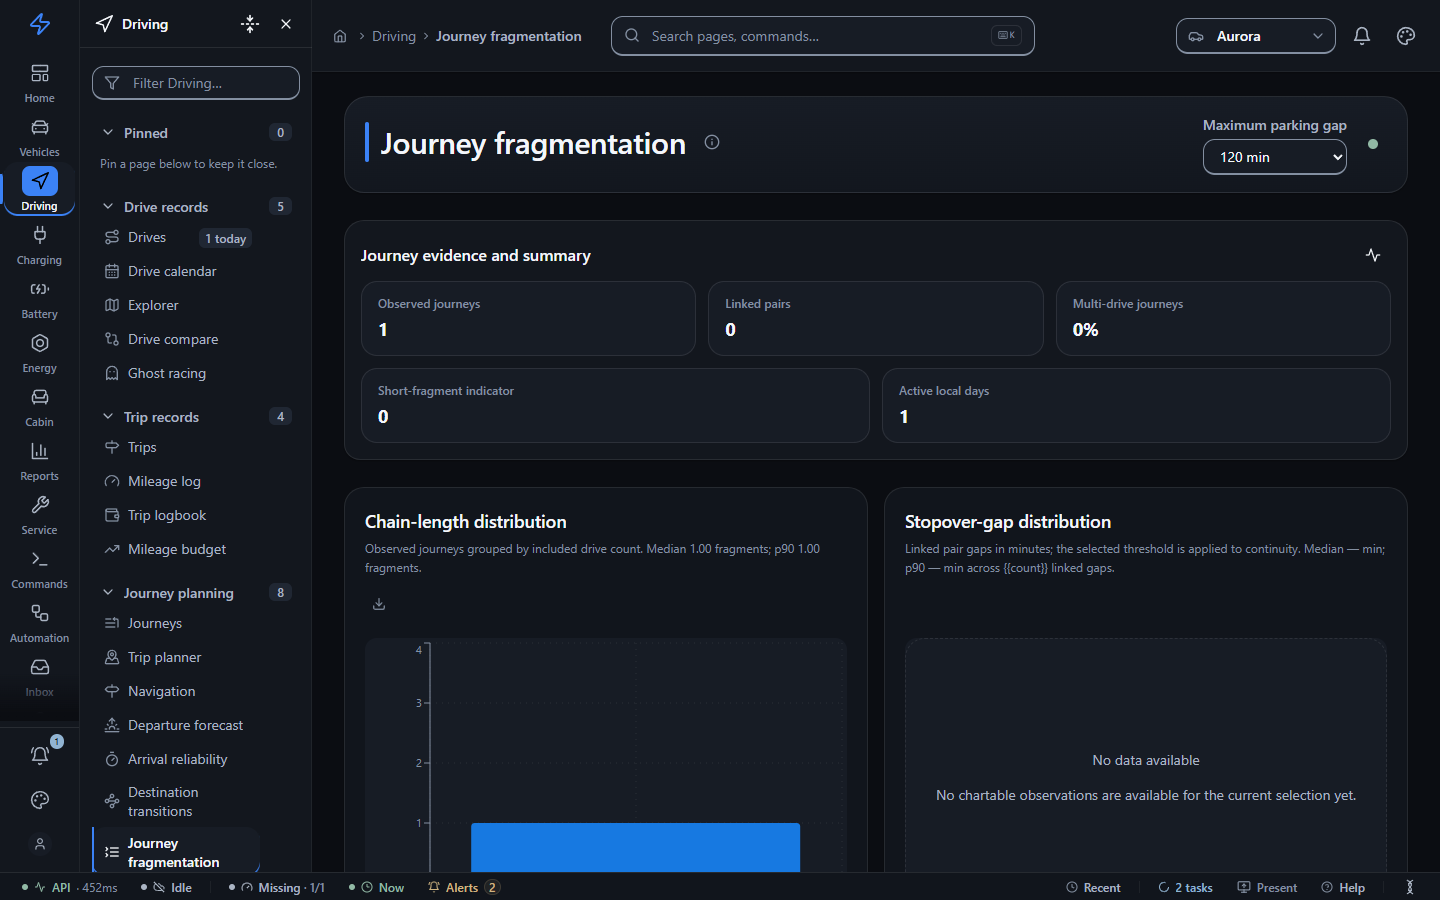 Home
Vehicles
Driving
Charging
Battery
Energy
Cabin
Reports
Service
Commands
Automation
Inbox
1
Driving
Filter Driving...
Pinned 0
Pin a page below to keep it close.
Drive records 5
Drives 1 today
Drive calendar
Explorer
Drive compare
Ghost racing
Trip records 4
Trips
Mileage log
Trip logbook
Mileage budget
Journey planning 8
Journeys
Trip planner
Navigation
Departure forecast
Arrival reliability
Destination
transitions
Journey
fragmentation
Driving Journey fragmentation
Search pages, commands... K
Aurora
Journey fragmentation
Maximum parking gap
120 min
Journey evidence and summary
Observed journeys
1
Linked pairs
0
Multi-drive journeys
0%
Short-fragment indicator
0
Active local days
1
Chain-length distribution
Observed journeys grouped by included drive count. Median 1.00 fragments; p90 1.00
fragments.
4
3
2
1
Stopover-gap distribution
Linked pair gaps in minutes; the selected threshold is applied to continuity. Median — min;
p90 — min across {{count}} linked gaps.
No data available
No chartable observations are available for the current selection yet.
API · 452ms Idle Missing · 1/1 Now Alerts 2 Recent 2 tasks Present Help